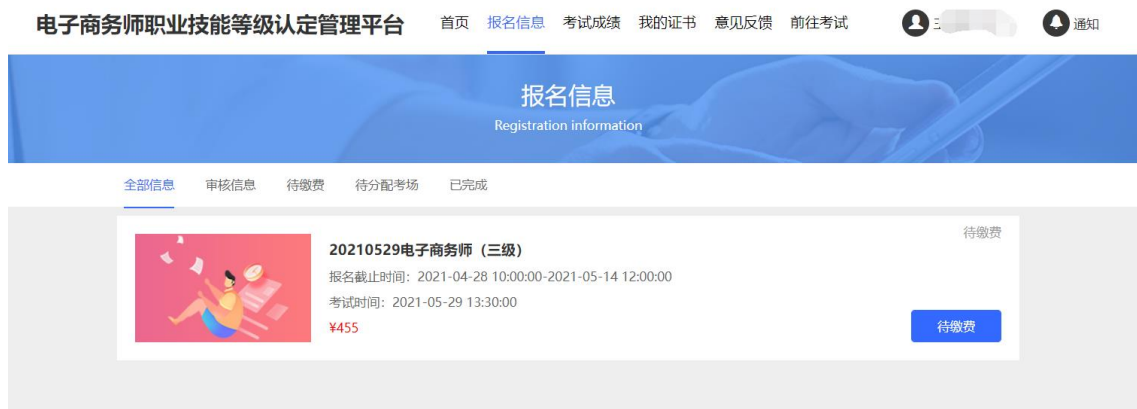 电子商务师职业技能等级认定管理平台 首页 报名信息 考试成绩 我的证书 意见反馈 前往考试 通知
报名信息
Registration information
全部信息 审核信息 待缴费 待分配考场 已完成
待缴费
20210529电子商务师（三级）
报名截止时间：2021-04-28 10:00:00-2021-05-14 12:00:00
考试时间：2021-05-29 13:30:00
¥455
待缴费